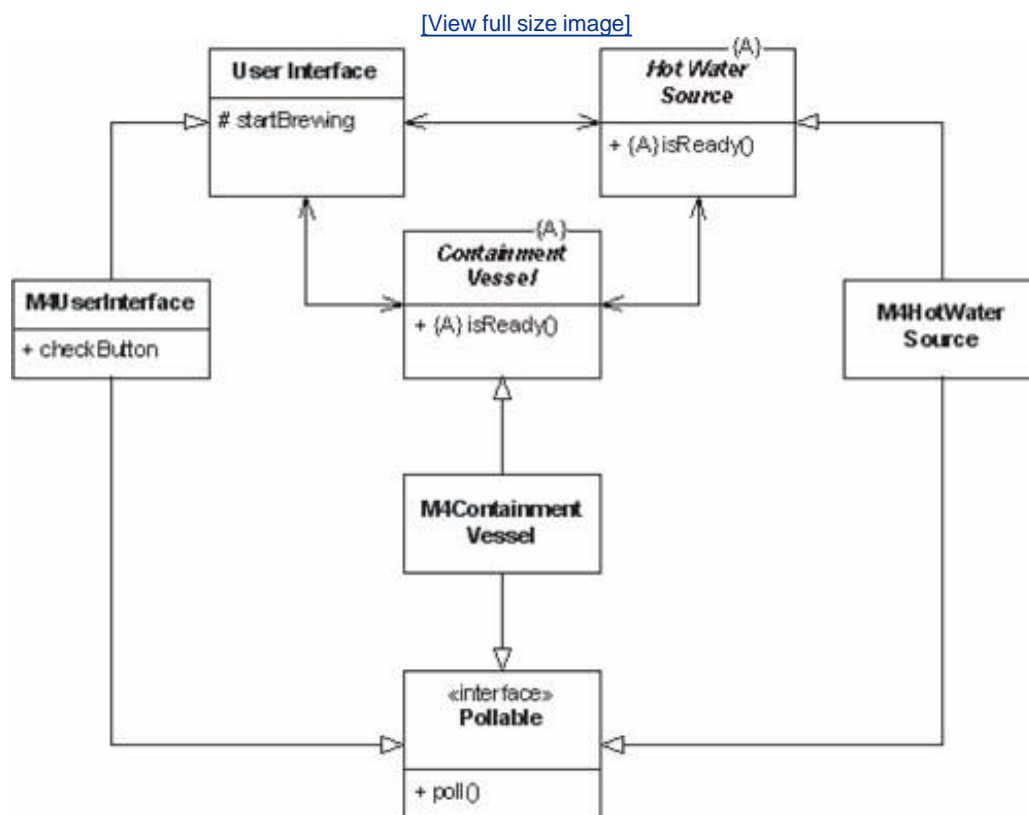 [View full size image]
User Interface
# startBrewing
{A}
Hot Water
Source
+ {A} isReady()
{A}
Containment
Vessel
+ {A} isReady()
M4UserInterface
+ checkButton
M4HotWater
Source
M4Containment
Vessel
«interface»
Pollable
+ poll()